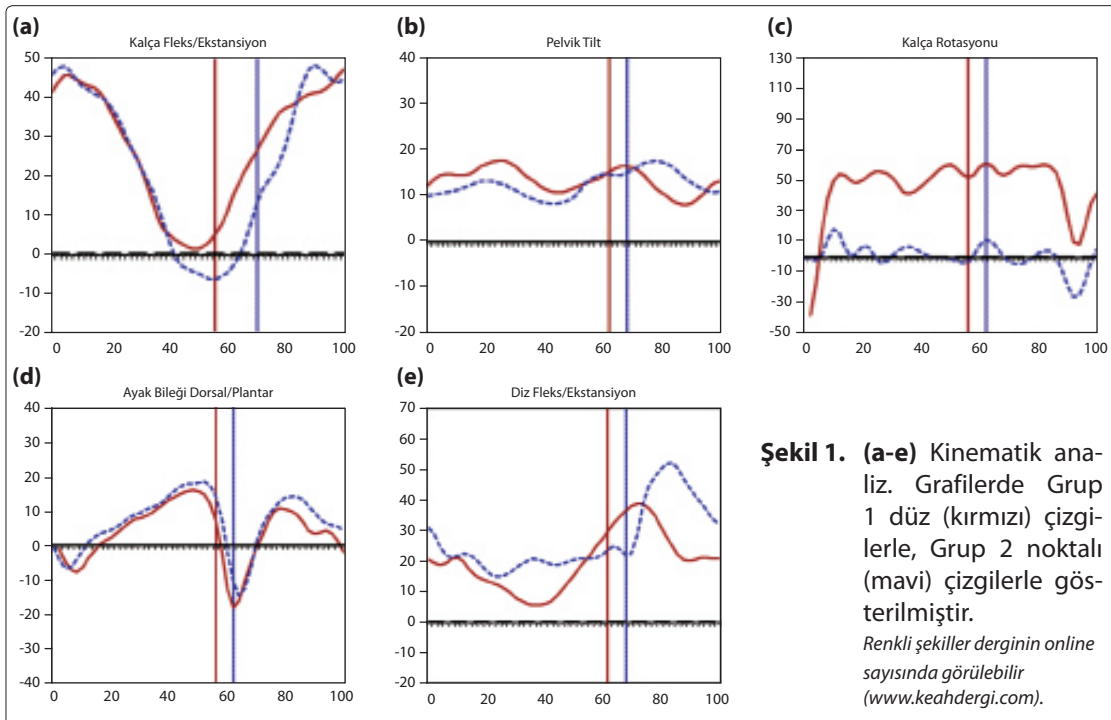 (a)
Kalça Fleks/Ekstansiyon
50
40
30
20
10
0
-10
-20
0 20 40 60 80 100
(b)
Pelvik Tilt
40
30
20
10
0
-10
-20
0 20 40 60 80 100
(c)
Kalça Rotasyonu
130
110
90
70
50
30
10
-10
-30
-50
0 20 40 60 80 100
(d)
Ayak Bileği Dorsal/Plantar
40
30
20
10
0
-10
-20
-30
-40
0 20 40 60 80 100
(e)
Diz Fleks/Ekstansiyon
70
60
50
40
30
20
10
0
-10
-20
0 20 40 60 80 100
Şekil 1. (a-e) Kinematik ana-
liz. Grafilerde Grup
1 düz (kırmızı) çizgi-
lerle, Grup 2 noktalı
(mavi) çizgilerle gös-
terilmiştir.
Renkli şekiller derginin online
sayısında görülebilir
(www.keahdergi.com).